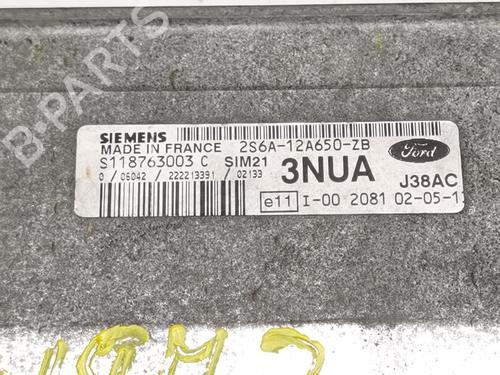 B-PARTS
SIEMENS
MADE IN FRANCE 2S6A-12A650-ZB
Ford
S118763003 C SIM21
0 / 06042 / 222213391 / 02133
3NUA
J38AC
e11 I-00 2081 02-05-1